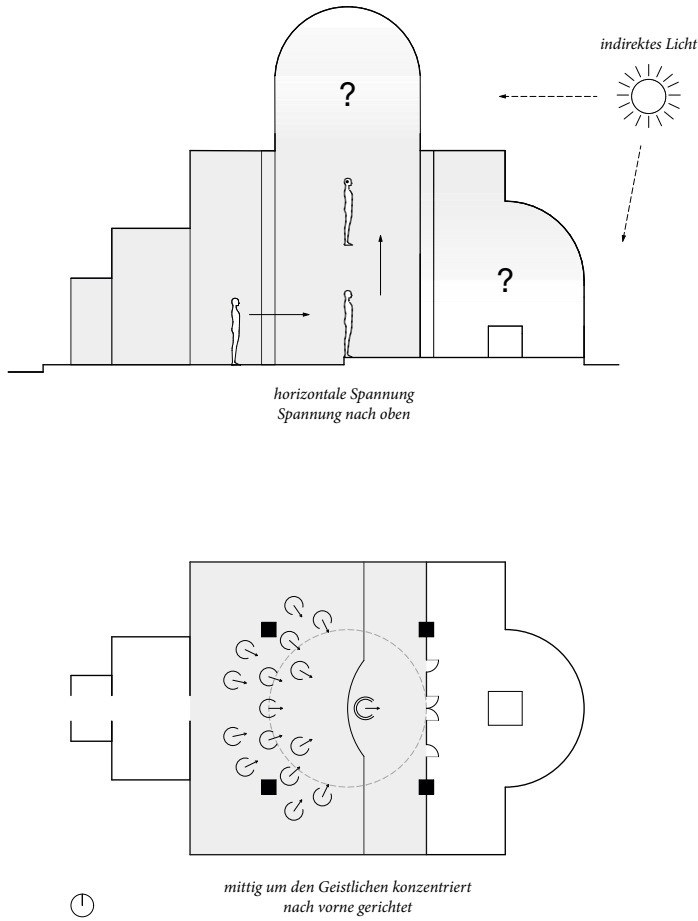 indirektes Licht
?
?
horizontale Spannung
Spannung nach oben
mittig um den Geistlichen konzentriert
nach vorne gerichtet